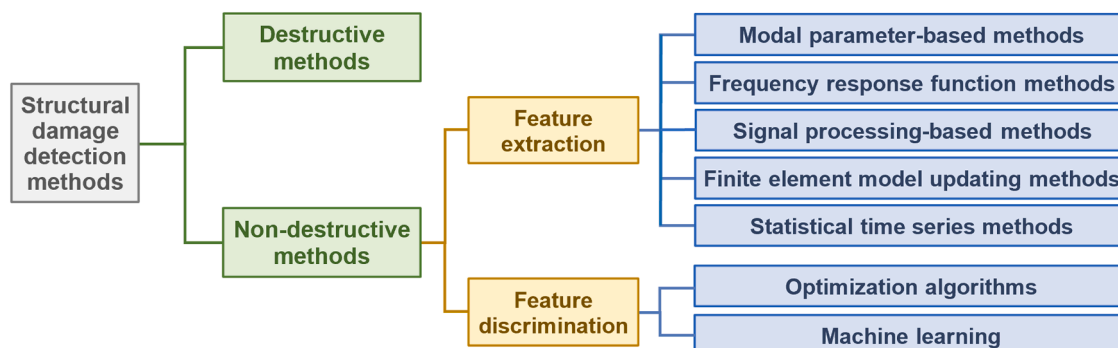 Structural
damage
detection
methods
Destructive
methods
Non-destructive
methods
Feature
extraction
Feature
discrimination
Modal parameter-based methods
Frequency response function methods
Signal processing-based methods
Finite element model updating methods
Statistical time series methods
Optimization algorithms
Machine learning